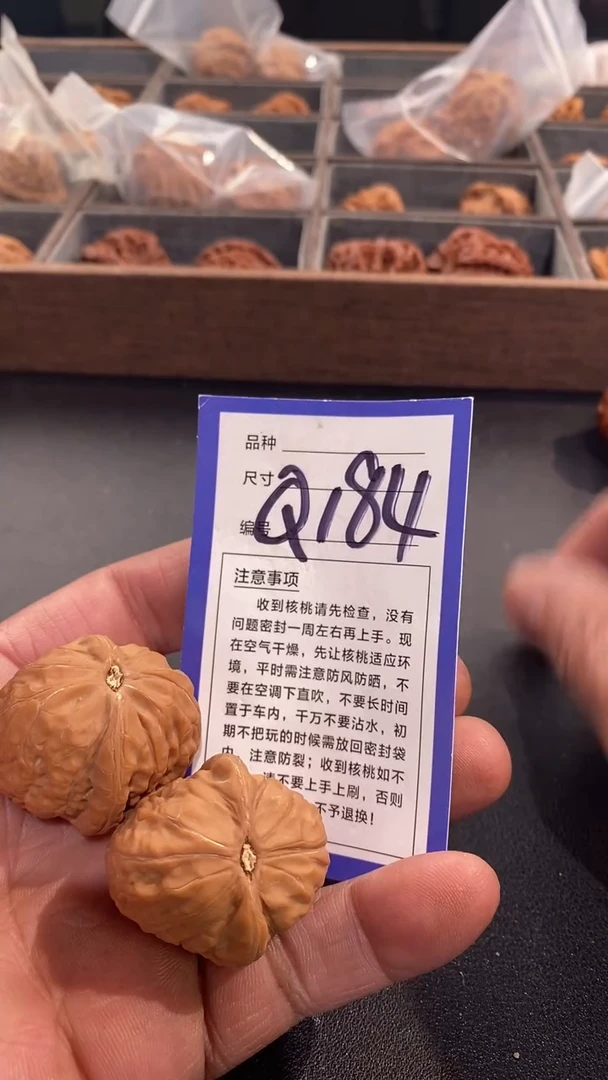 品种
尺寸
编号
Q184
注意事项
收到核桃请先检查，没有
问题密封一周左右再上手。现
在空气干燥，先让核桃适应环
境，平时需注意防风防晒，不
要在空调下直吹，不要长时间
置于车内，千万不要沾水，初
期不把玩的时候需放回密封袋
内，注意防裂；收到核桃如不
请不要上手上刷，否则
不予退换！